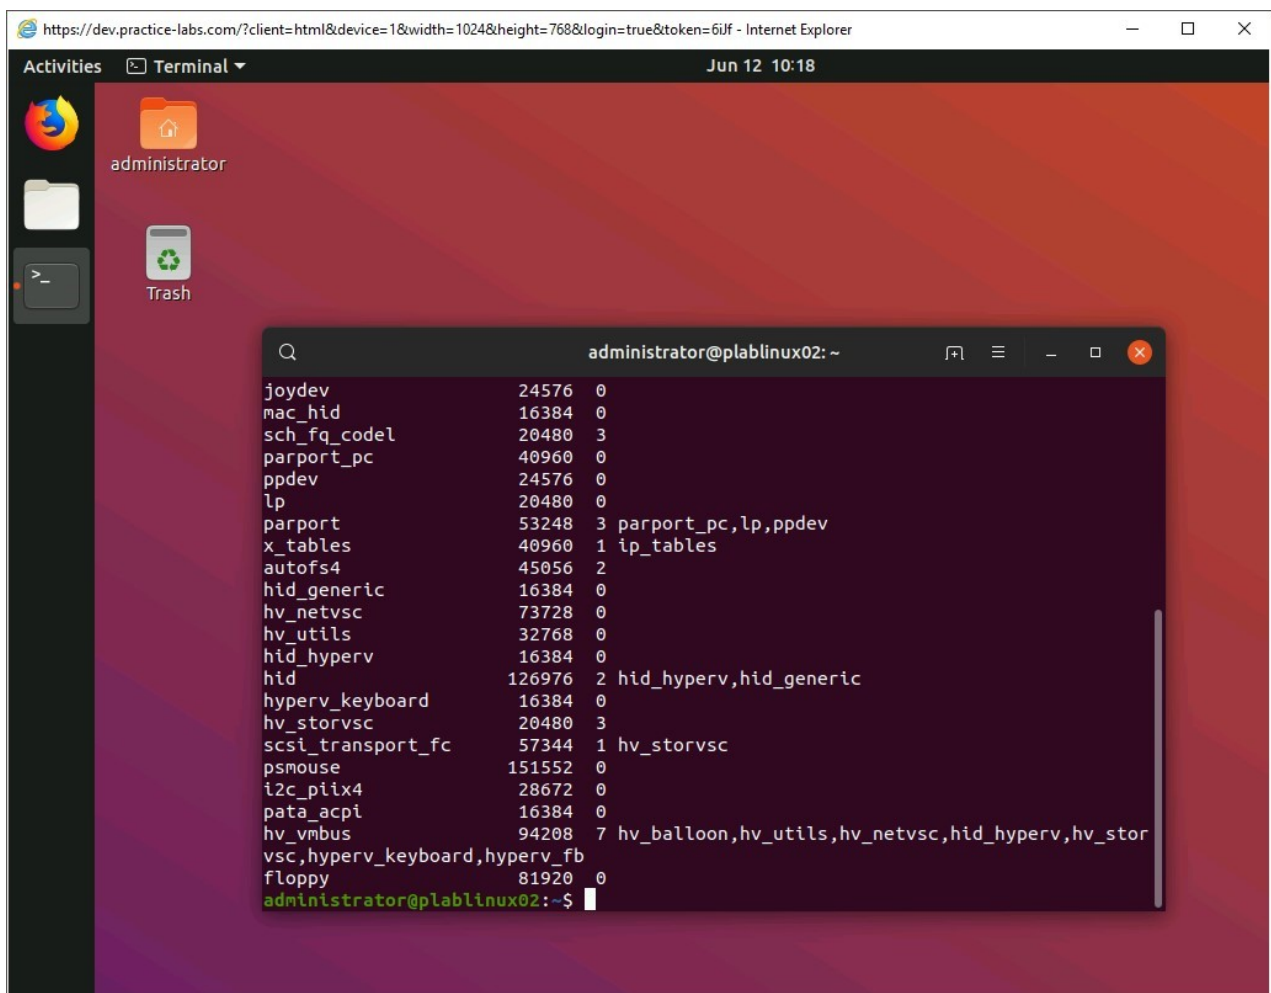 https://dev.practice-labs.com/?client=html&device=1&width=1024&height=768&login=true&token=6iJf - Internet Explorer
Activities Terminal Jun 12 10:18
administrator
>_
Trash
administrator@plablinux02: ~
joydev 24576 0
mac_hid 16384 0
sch_fq_codel 20480 3
parport_pc 40960 0
ppdev 24576 0
lp 20480 0
parport 53248 3 parport_pc,lp,ppdev
x_tables 40960 1 ip_tables
autofs4 45056 2
hid_generic 16384 0
hv_netvsc 73728 0
hv_utils 32768 0
hid_hyperv 16384 0
hid 126976 2 hid_hyperv,hid_generic
hyperv_keyboard 16384 0
hv_storvsc 20480 3
scsi_transport_fc 57344 1 hv_storvsc
psmouse 151552 0
i2c_piix4 28672 0
pata_acpi 16384 0
hv_vmbus 94208 7 hv_balloon,hv_utils,hv_netvsc,hid_hyperv,hv_stor
vsc,hyperv_keyboard,hyperv_fb
floppy 81920 0
administrator@plablinux02:~$